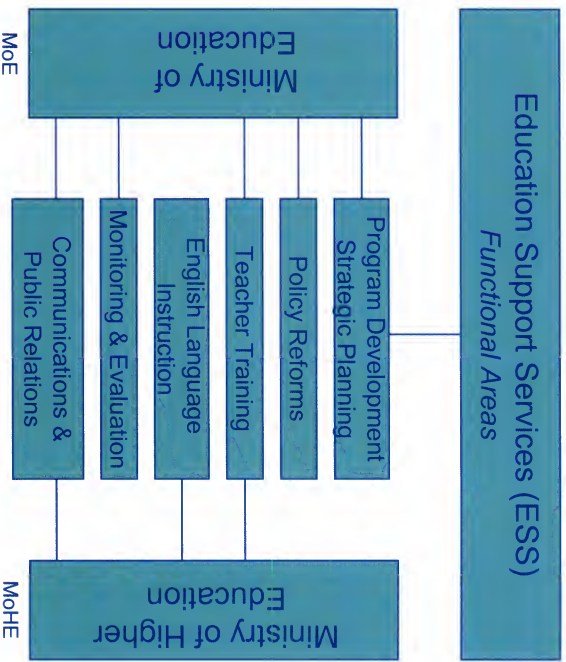 Education Support Services (ESS)
Functional Areas
Program Development
Strategic Planning
Policy Reforms
Teacher Training
English Language
Instruction
Monitoring & Evaluation
Communications &
Public Relations
Ministry of
Education
MoE
Ministry of Higher
Education
MoHE